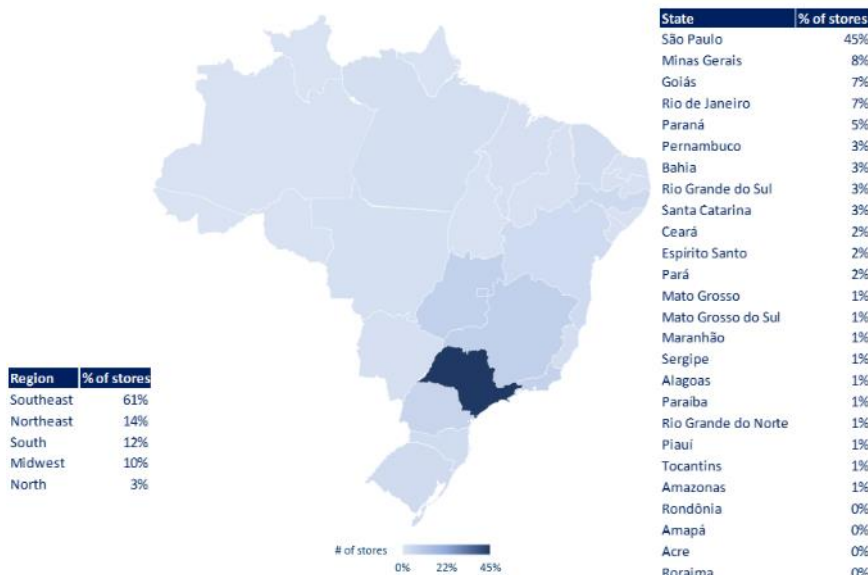 State % of stores
São Paulo 45%
Minas Gerais 8%
Goiás 7%
Rio de Janeiro 7%
Paraná 5%
Pernambuco 3%
Bahia 3%
Rio Grande do Sul 3%
Santa Catarina 3%
Ceará 2%
Espírito Santo 2%
Pará 2%
Mato Grosso 1%
Mato Grosso do Sul 1%
Maranhão 1%
Sergipe 1%
Alagoas 1%
Paraíba 1%
Rio Grande do Norte 1%
Piauí 1%
Tocantins 1%
Amazonas 1%
Rondônia 0%
Amapá 0%
Acre 0%
Roraima 0%
Region % of stores
Southeast 61%
Northeast 14%
South 12%
Midwest 10%
North 3%
# of stores
0% 22% 45%